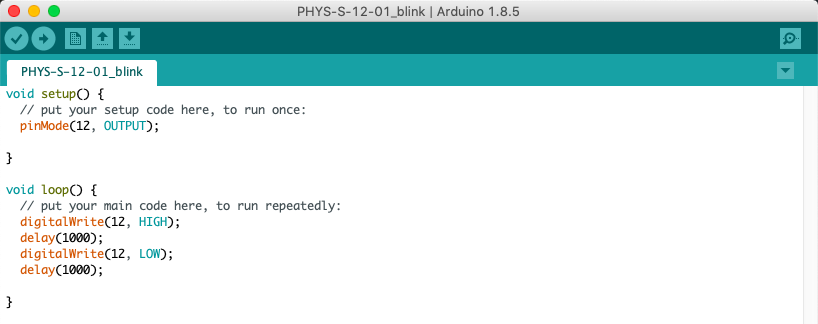 PHYS-S-12-01_blink | Arduino 1.8.5
PHYS-S-12-01_blink
void setup() {
  // put your setup code here, to run once:
  pinMode(12, OUTPUT);

}

void loop() {
  // put your main code here, to run repeatedly:
  digitalWrite(12, HIGH);
  delay(1000);
  digitalWrite(12, LOW);
  delay(1000);

}